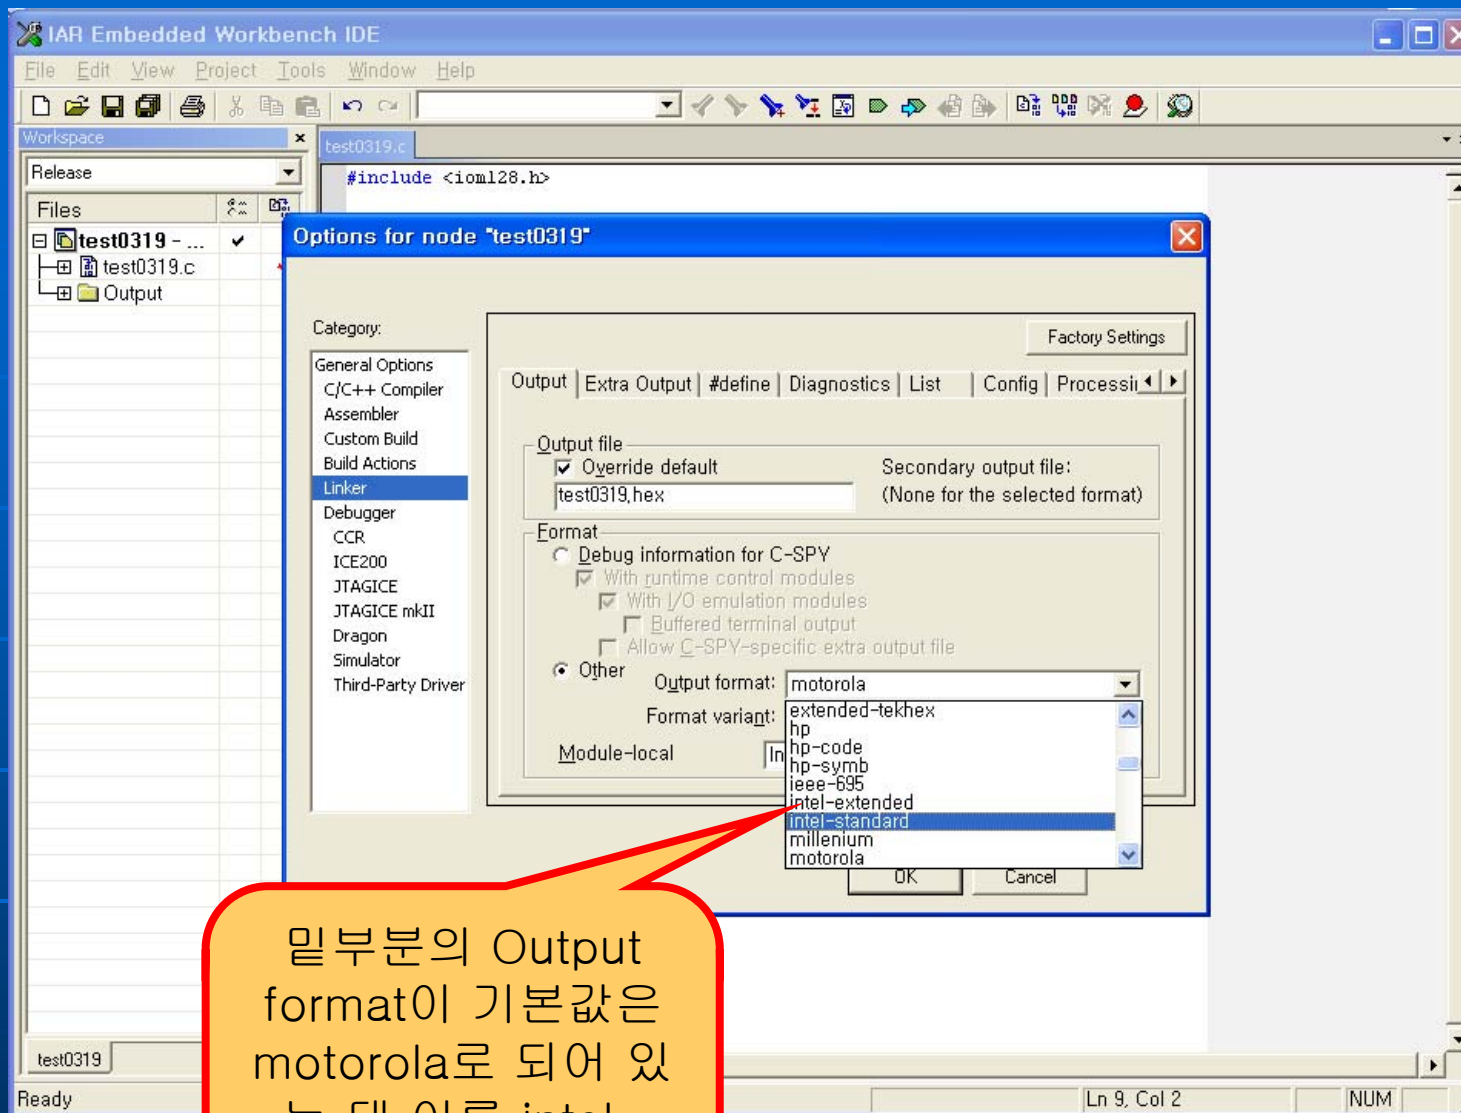 IAR Embedded Workbench IDE
File Edit View Project Tools Window Help
Workspace
test0319.c
Release
#include <iom128.h>
Files
test0319 - ...
test0319.c
Output
Options for node "test0319"
Category:
Factory Settings
General Options
C/C++ Compiler
Assembler
Custom Build
Build Actions
Linker
Debugger
CCR
ICE200
JTAGICE
JTAGICE mkII
Dragon
Simulator
Third-Party Driver
Output Extra Output #define Diagnostics List Config
Output file
Override default
Secondary output file:
test0319.hex
(None for the selected format)
Format
Debug information for C-SPY
With runtime control modules
With I/O emulation modules
Buffered terminal output
Allow C-SPY-specific extra output file
Other
Output format: motorola
Format variant:
Module-local
extended-tekhex
hp
hp-code
hp-symb
ieee-695
intel-extended
intel-standard
millenium
motorola
OK Cancel
밑부분의 Output
format이 기본값은
motorola로 되어 있
test0319
Ready
Ln 9, Col 2
NUM